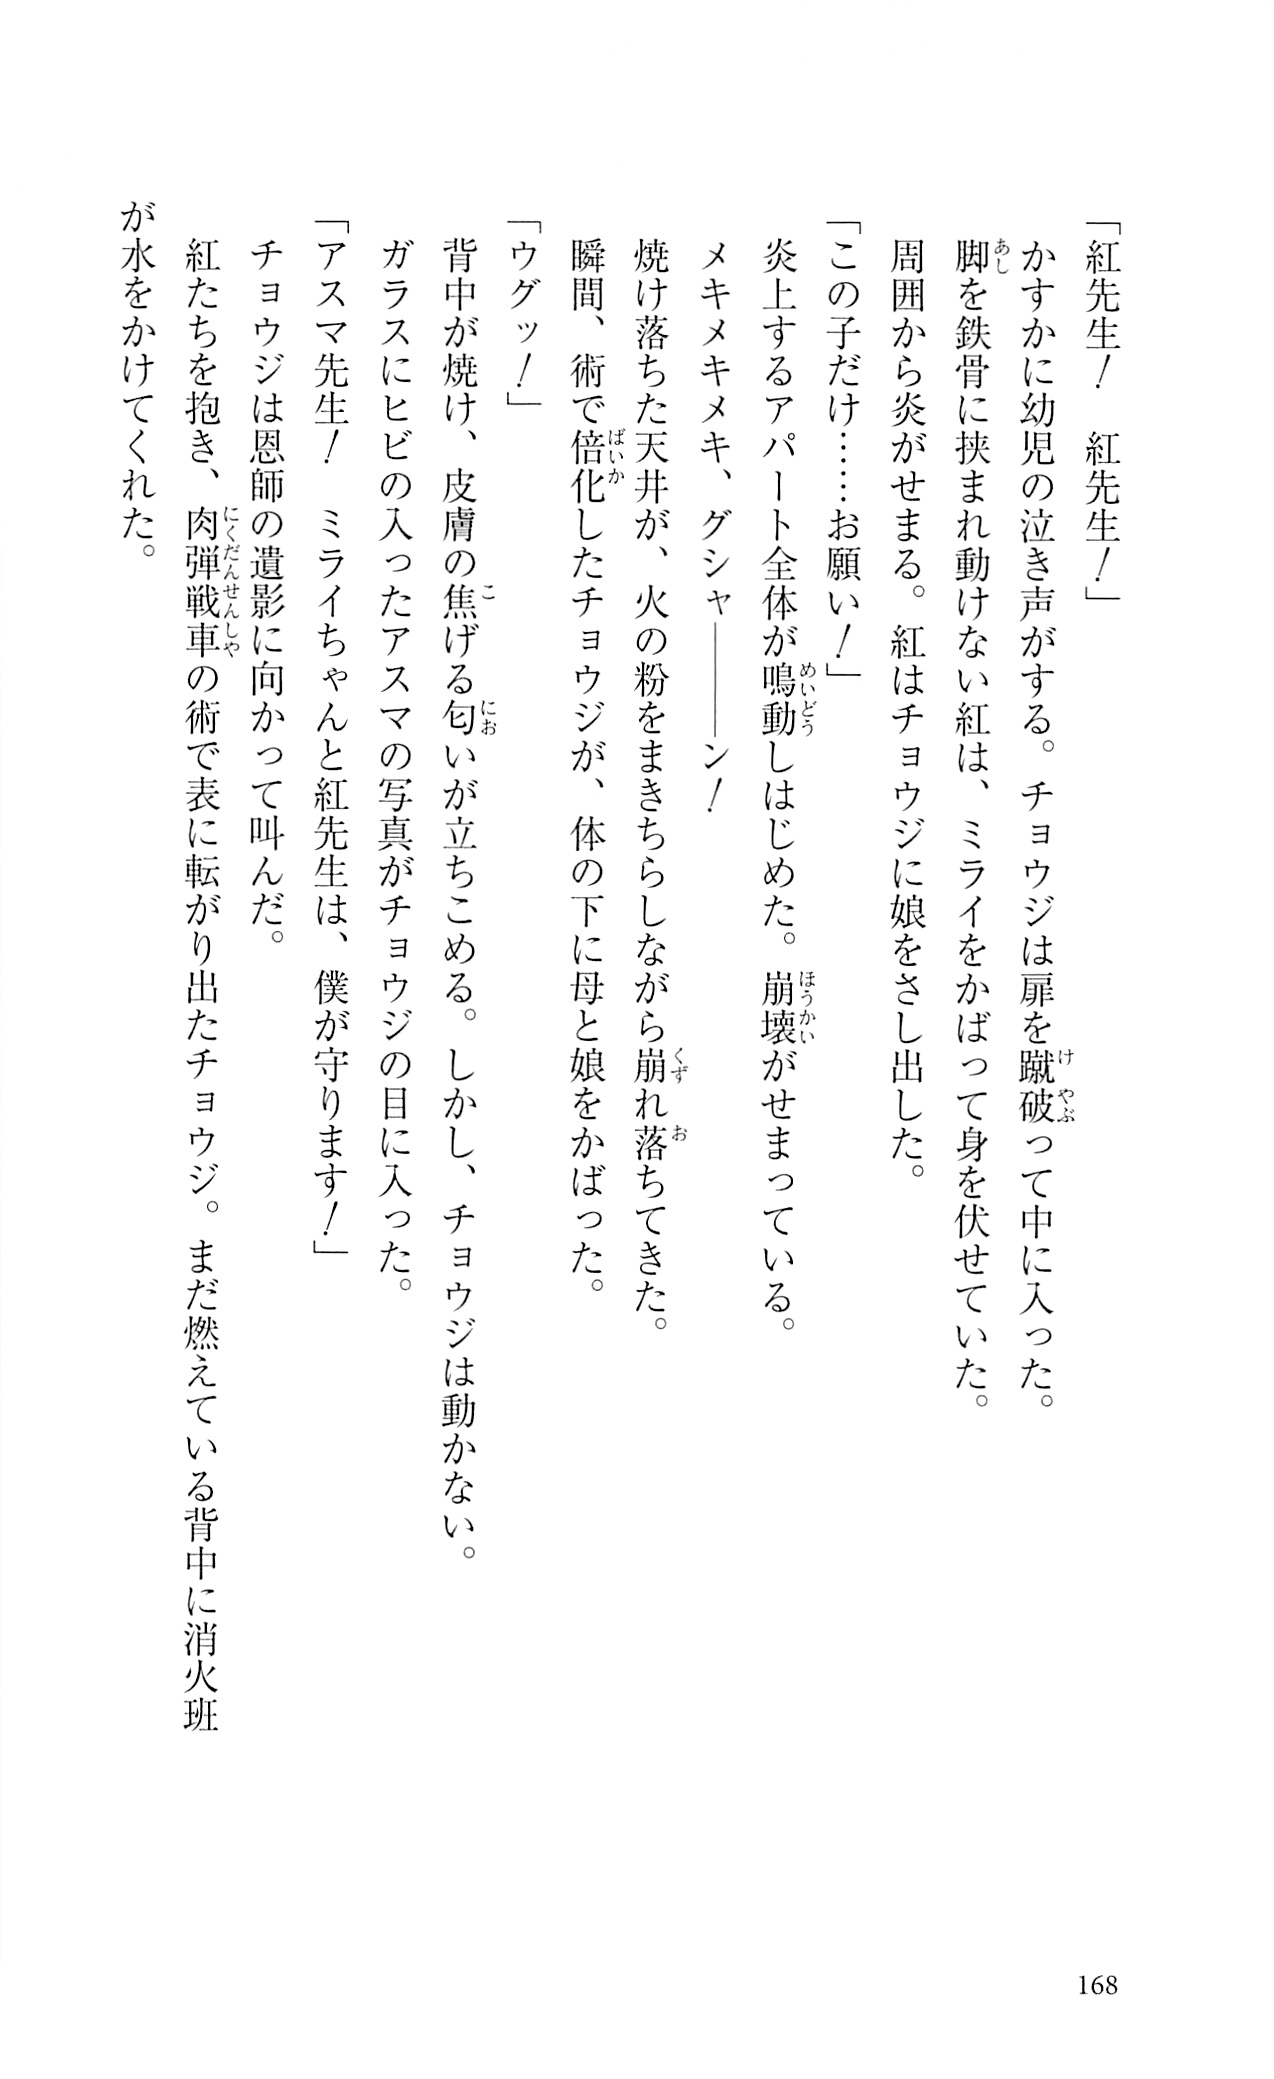 「紅先生！　紅先生！」
かすかに幼児の泣き声がする。チョウジは扉を蹴破って中に入った。
脚を鉄骨に挟まれ動けない紅は、ミライをかばって身を伏せていた。
周囲から炎がせまる。紅はチョウジに娘をさし出した。
「この子だけ……お願い！」
炎上するアパート全体が鳴動しはじめた。崩壊がせまっている。
メキメキメキ、グシャ———ン！
焼け落ちた天井が、火の粉をまきちらしながら崩れ落ちてきた。
瞬間、術で倍化したチョウジが、体の下に母と娘をかばった。
「ウグッ！」
背中が焼け、皮膚の焦げる匂いが立ちこめる。しかし、チョウジは動かない。
ガラスにヒビの入ったアスマの写真がチョウジの目に入った。
「アスマ先生！　ミライちゃんと紅先生は、僕が守ります！」
チョウジは恩師の遺影に向かって叫んだ。
紅たちを抱き、肉弾戦車の術で表に転がり出たチョウジ。まだ燃えている背中に消火班
が水をかけてくれた。
168